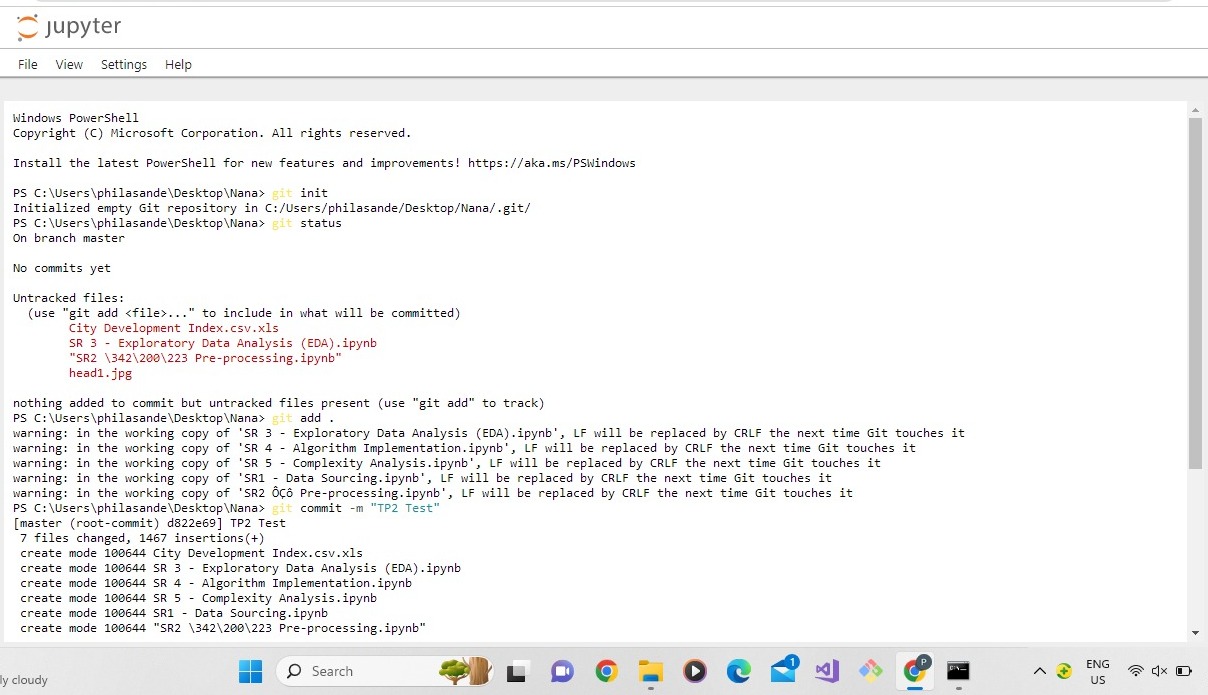 jupyter
File View Settings Help
Windows PowerShell
Copyright (C) Microsoft Corporation. All rights reserved.
Install the latest PowerShell for new features and improvements! https://aka.ms/PSWindows
PS C:\Users\philasande\Desktop\Nana> git init
Initialized empty Git repository in C:/Users/philasande/Desktop/Nana/.git/
PS C:\Users\philasande\Desktop\Nana> git status
On branch master
No commits yet
Untracked files:
(use "git add <file>..." to include in what will be committed)
City Development Index.csv.xls
SR 3 - Exploratory Data Analysis (EDA).ipynb
"SR2 \342\200\223 Pre-processing.ipynb"
head1.jpg
nothing added to commit but untracked files present (use "git add" to track)
PS C:\Users\philasande\Desktop\Nana> git add .
warning: in the working copy of 'SR 3 - Exploratory Data Analysis (EDA).ipynb', LF will be replaced by CRLF the next time Git touches it
warning: in the working copy of 'SR 4 - Algorithm Implementation.ipynb', LF will be replaced by CRLF the next time Git touches it
warning: in the working copy of 'SR 5 - Complexity Analysis.ipynb', LF will be replaced by CRLF the next time Git touches it
warning: in the working copy of 'SR1 - Data Sourcing.ipynb', LF will be replaced by CRLF the next time Git touches it
warning: in the working copy of 'SR2 ÔÇô Pre-processing.ipynb', LF will be replaced by CRLF the next time Git touches it
PS C:\Users\philasande\Desktop\Nana> git commit -m "TP2 Test"
[master (root-commit) d822e69] TP2 Test
7 files changed, 1467 insertions(+)
create mode 100644 City Development Index.csv.xls
create mode 100644 SR 3 - Exploratory Data Analysis (EDA).ipynb
create mode 100644 SR 4 - Algorithm Implementation.ipynb
create mode 100644 SR 5 - Complexity Analysis.ipynb
create mode 100644 SR1 - Data Sourcing.ipynb
create mode 100644 "SR2 \342\200\223 Pre-processing.ipynb"
ly cloudy
Search
1
P
ENG
US